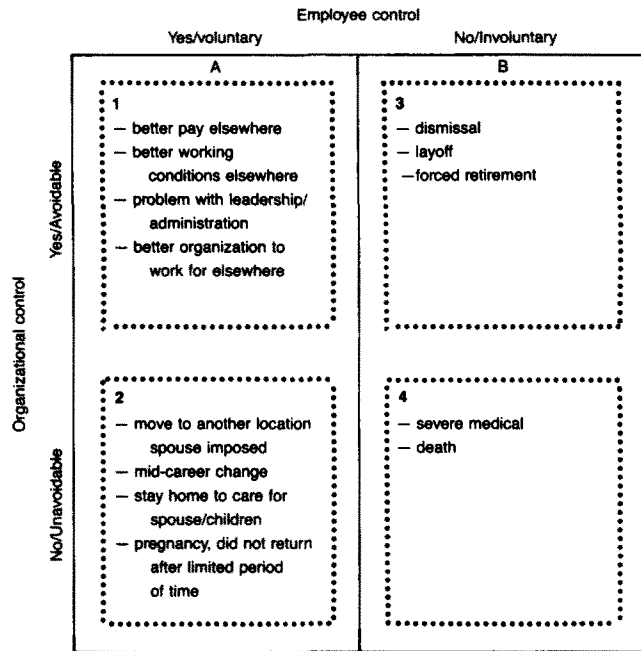 Employee control
Yes/voluntary
No/Involuntary
A
B
Organizational control
Yes/Avoidable
1
— better pay elsewhere
— better working
conditions elsewhere
— problem with leadership/
administration
— better organization to
work for elsewhere
3
— dismissal
— layoff
—forced retirement
No/Unavoidable
2
— move to another location
spouse imposed
— mid-career change
— stay home to care for
spouse/children
— pregnancy, did not return
after limited period
of time
4
— severe medical
— death